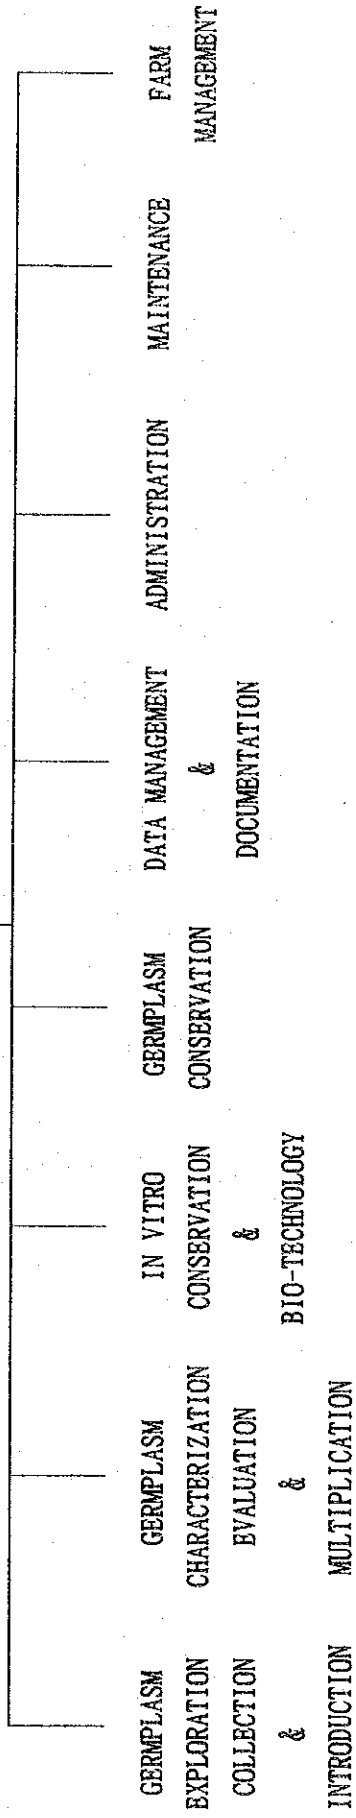 GERMPLASM
EXPLORATION
COLLECTION
&
INTRODUCTION
GERMPLASM
CHARACTERIZATION
EVALUATION
&
MULTIPLICATION
IN VITRO
CONSERVATION
&
BIO-TECHNOLOGY
GERMPLASM
CONSERVATION
DATA MANAGEMENT
&
DOCUMENTATION
ADMINISTRATION
MAINTENANCE
FARM
MANAGEMENT